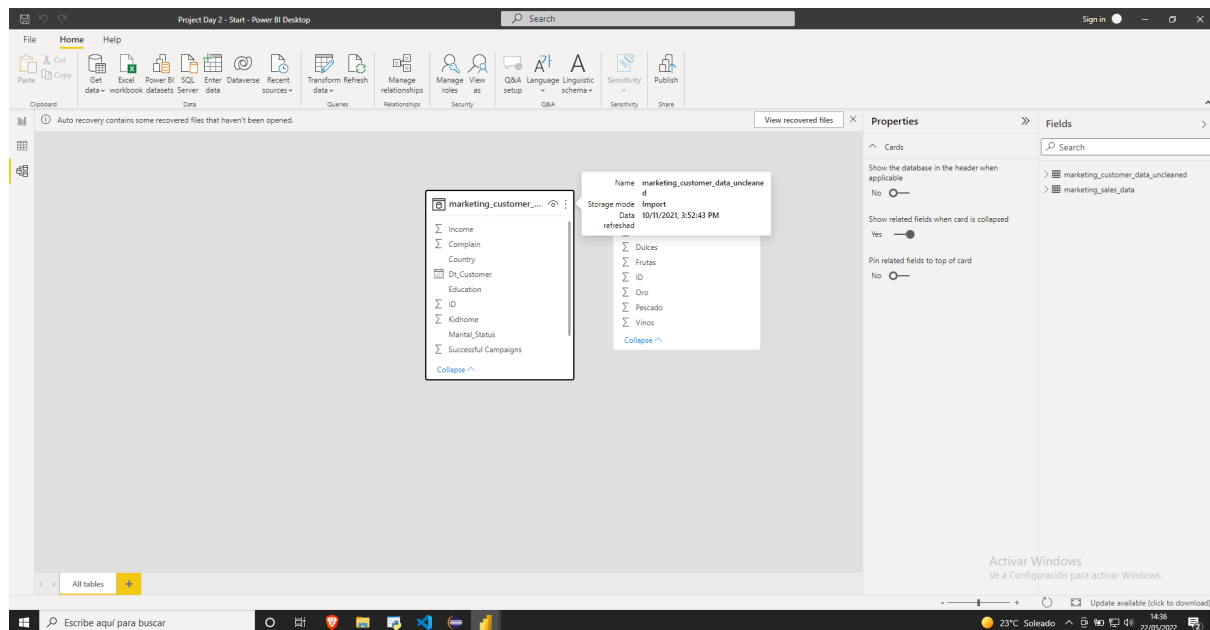 Project Day 2 - Start - Power BI Desktop
Search
Sign in
File Home Help
Paste
Cut
Copy
Clipboard
Get data
Excel workbook
Power BI datasets
SQL Server
Enter data
Dataverse
Recent sources
Data
Transform data
Refresh
Queries
Manage relationships
Relationships
Manage roles
View as
Security
Q&A setup
Language
Linguistic schema
Q&A
Sensitivity
Sensitivity
Publish
Share
Auto recovery contains some recovered files that haven't been opened.
View recovered files
marketing_customer_...
Income
Complain
Country
Dt_Customer
Education
ID
Kidhome
Marital_Status
Successful Campaigns
Collapse
Name marketing_customer_data_uncleane
d
Storage mode Import
Data 10/11/2021, 3:52:43 PM
refreshed
Dulces
Frutas
ID
Oro
Pescado
Vinos
Collapse
Properties
Cards
Show the database in the header when
applicable
No
Show related fields when card is collapsed
Yes
Pin related fields to top of card
No
Fields
Search
marketing_customer_data_uncleaned
marketing_sales_data
Activar Windows
Ve a Configuración para activar Windows.
All tables
+
- +
Update available (click to download)
Escribe aquí para buscar
23°C Soleado
14:36
22/05/2022
2